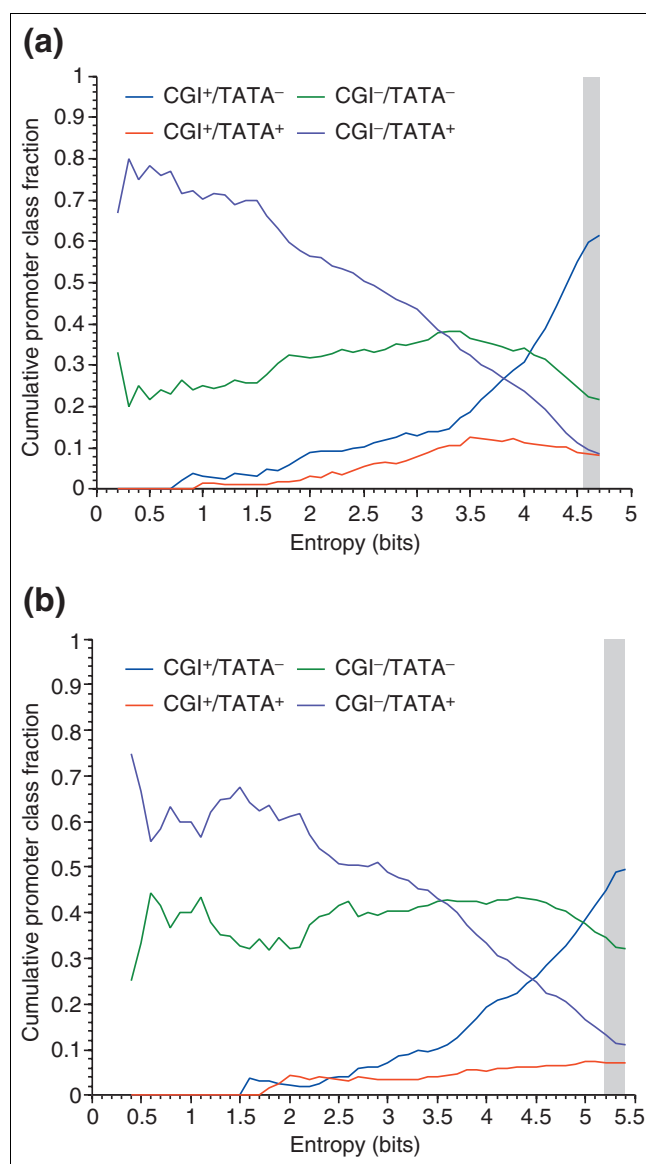 (a)
1
0.9
0.8
0.7
0.6
0.5
0.4
0.3
0.2
0.1
0
Cumulative promoter class fraction
CGI+/TATA− CGI−/TATA−
CGI+/TATA+ CGI−/TATA+
0 0.5 1 1.5 2 2.5 3 3.5 4 4.5 5
Entropy (bits)
(b)
1
0.9
0.8
0.7
0.6
0.5
0.4
0.3
0.2
0.1
0
Cumulative promoter class fraction
CGI+/TATA− CGI−/TATA−
CGI+/TATA+ CGI−/TATA+
0 0.5 1 1.5 2 2.5 3 3.5 4 4.5 5 5.5
Entropy (bits)